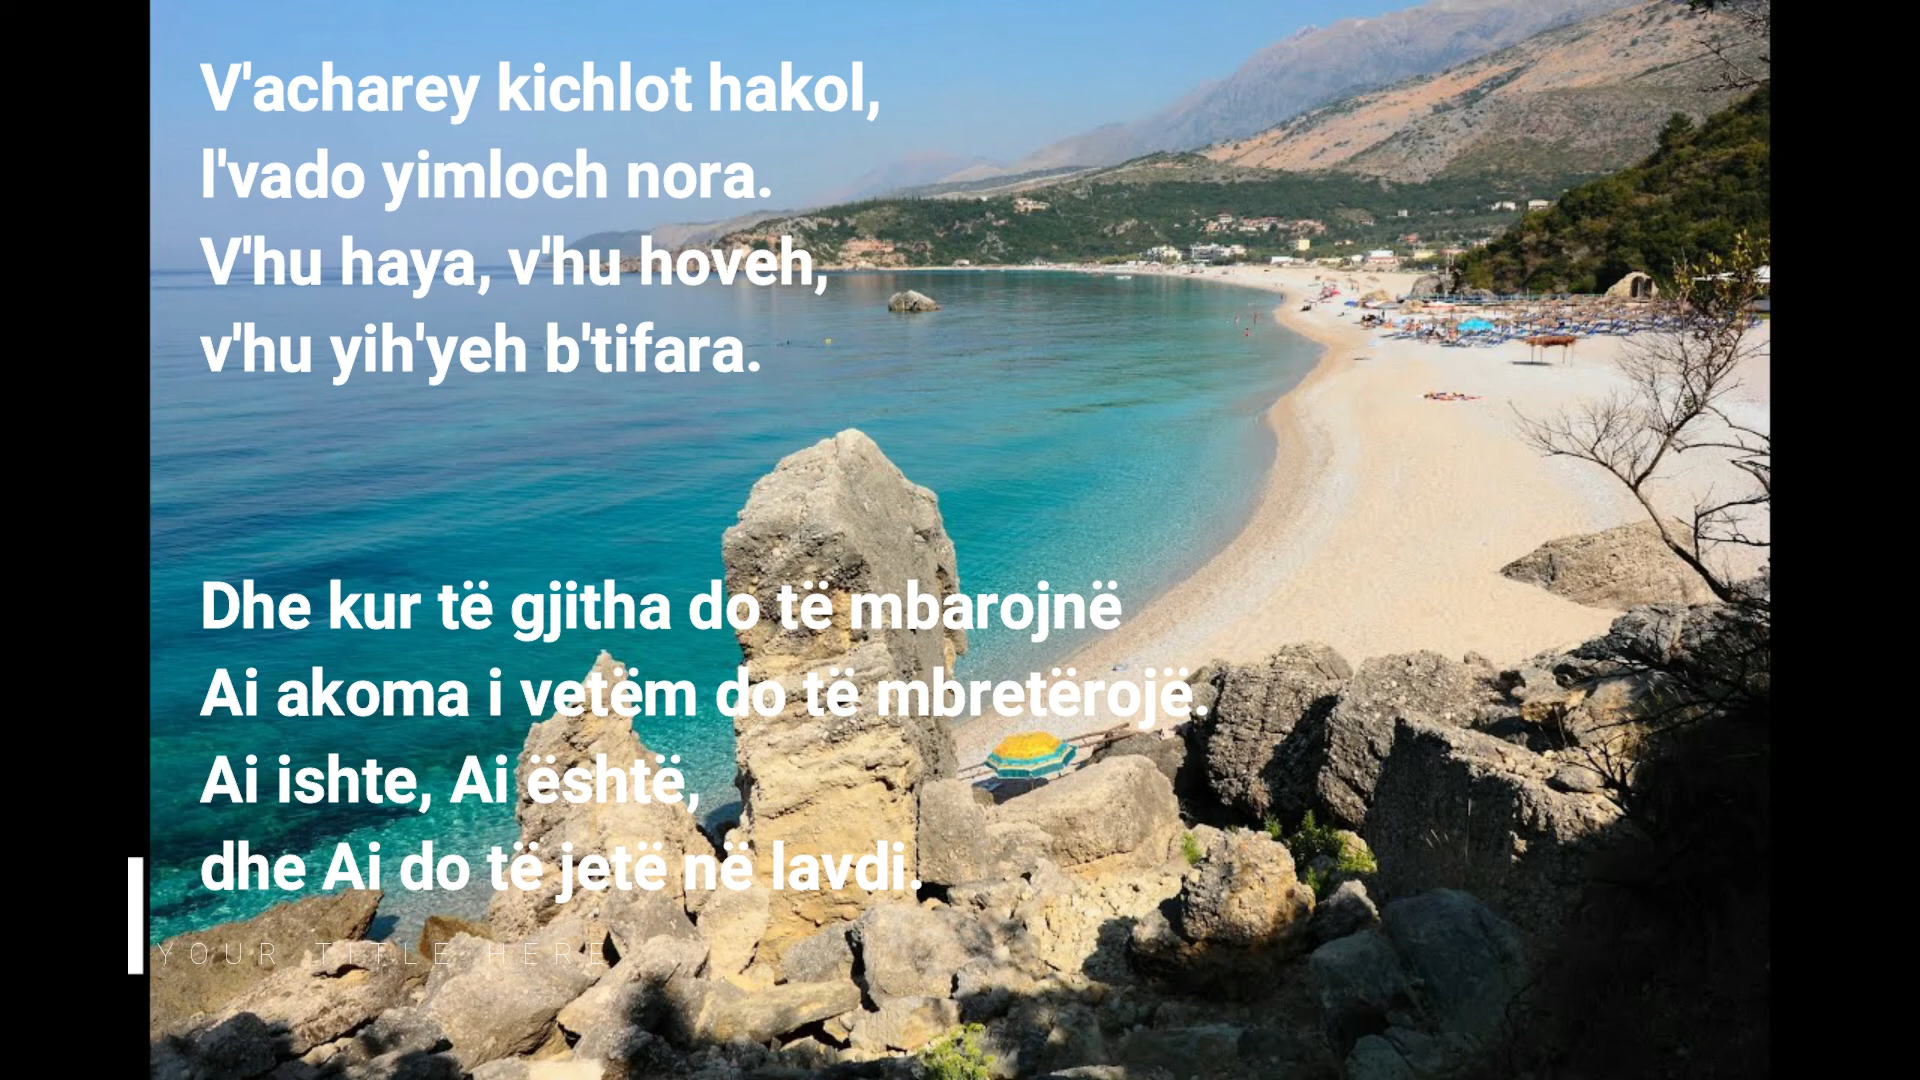 V'acharey kichlot hakol,
l'vado yimloch nora.
V'hu haya, v'hu hoveh,
v'hu yih'yeh b'tifara.
Dhe kur të gjitha do të mbarojnë
Ai akoma i vetëm do të mbretërojë.
Ai ishte, Ai është,
dhe Ai do të jetë në lavdi.
YOUR TITLE HERE